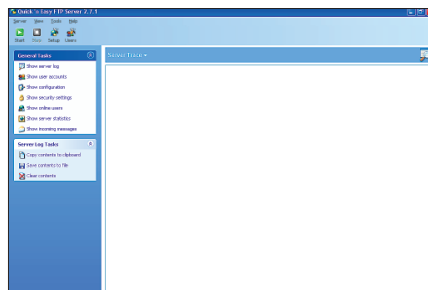 Quick 'n Easy FTP Server 2.7.1
Server View Tools Help
Start Stop Setup Users
General Tasks
Show server log
Show user accounts
Show configuration
Show security settings
Show online users
Show server statistics
Show incoming messages
Server Log Tasks
Copy contents to clipboard
Save contents to file
Clear contents
Server Trace